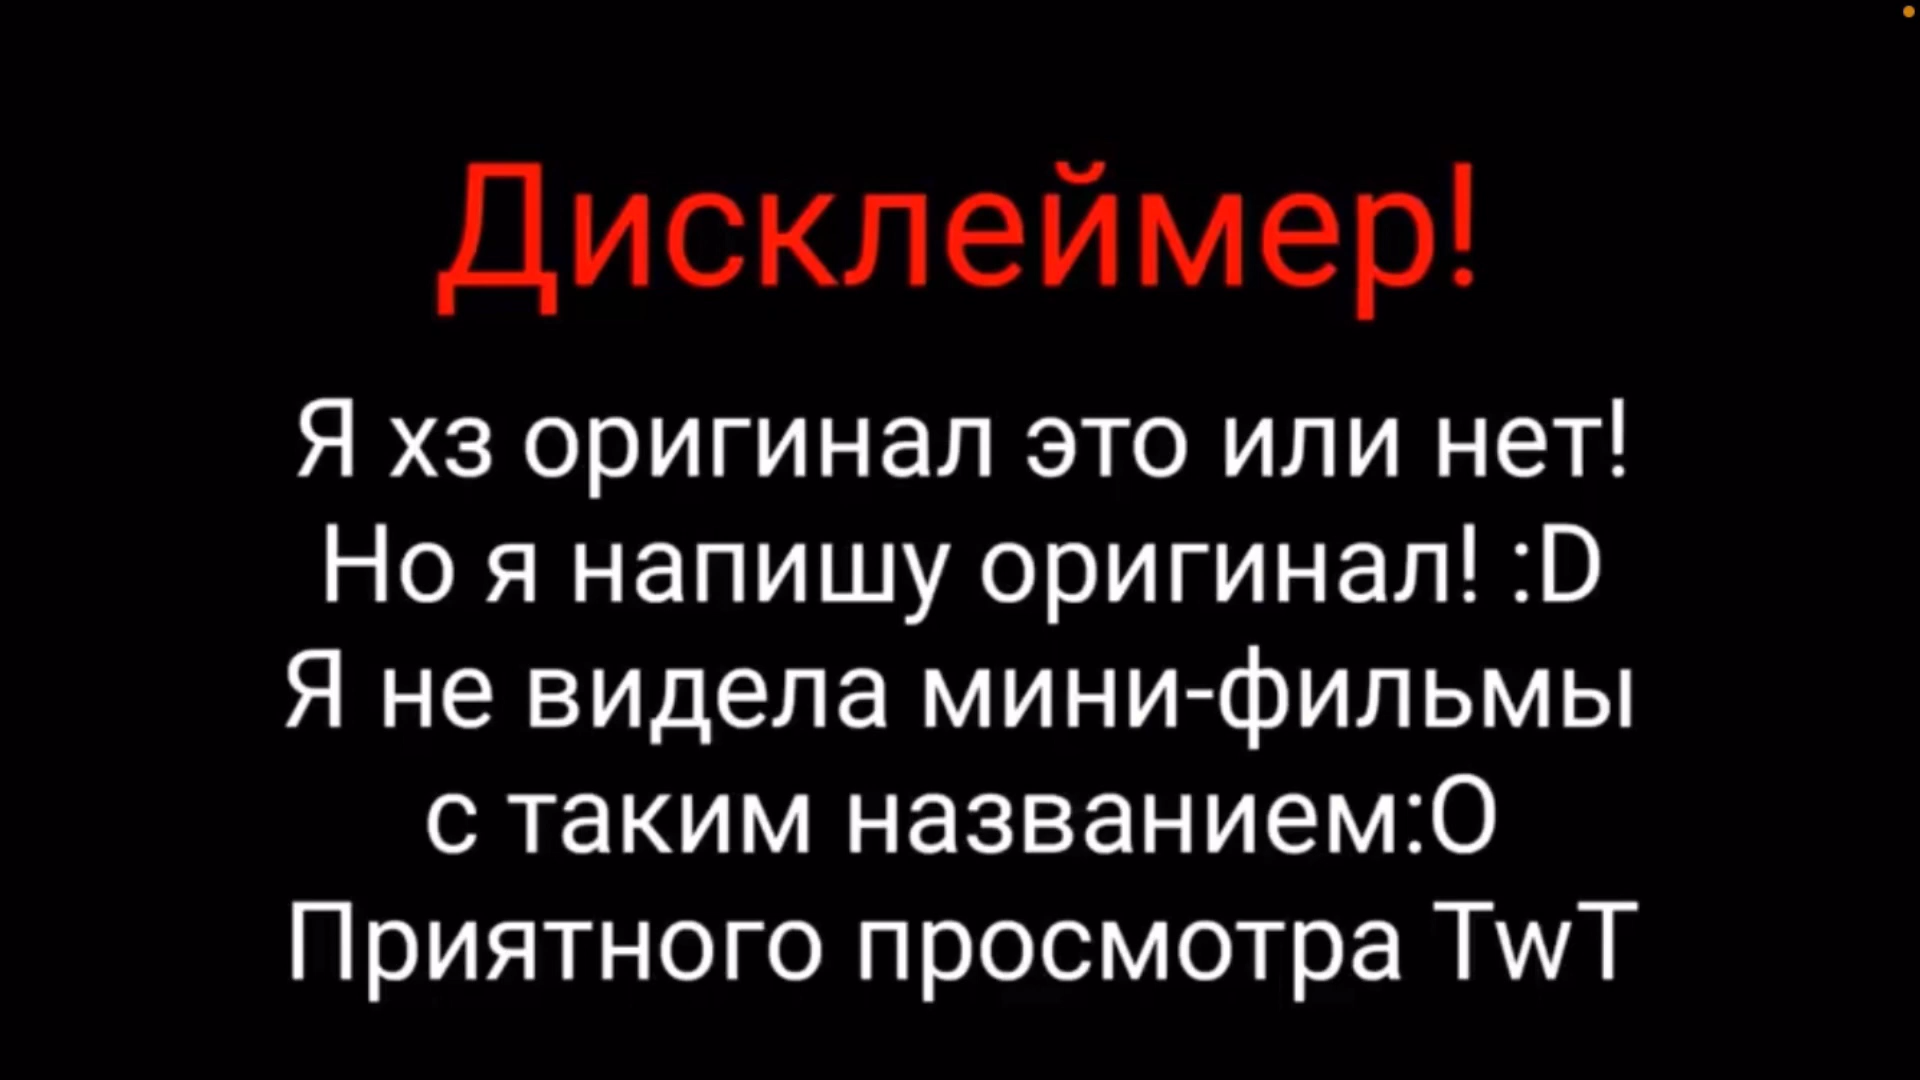 Дисклеймер!
Я хз оригинал это или нет!
Но я напишу оригинал! :D
Я не видела мини-фильмы
с таким названием:О
Приятного просмотра TwT